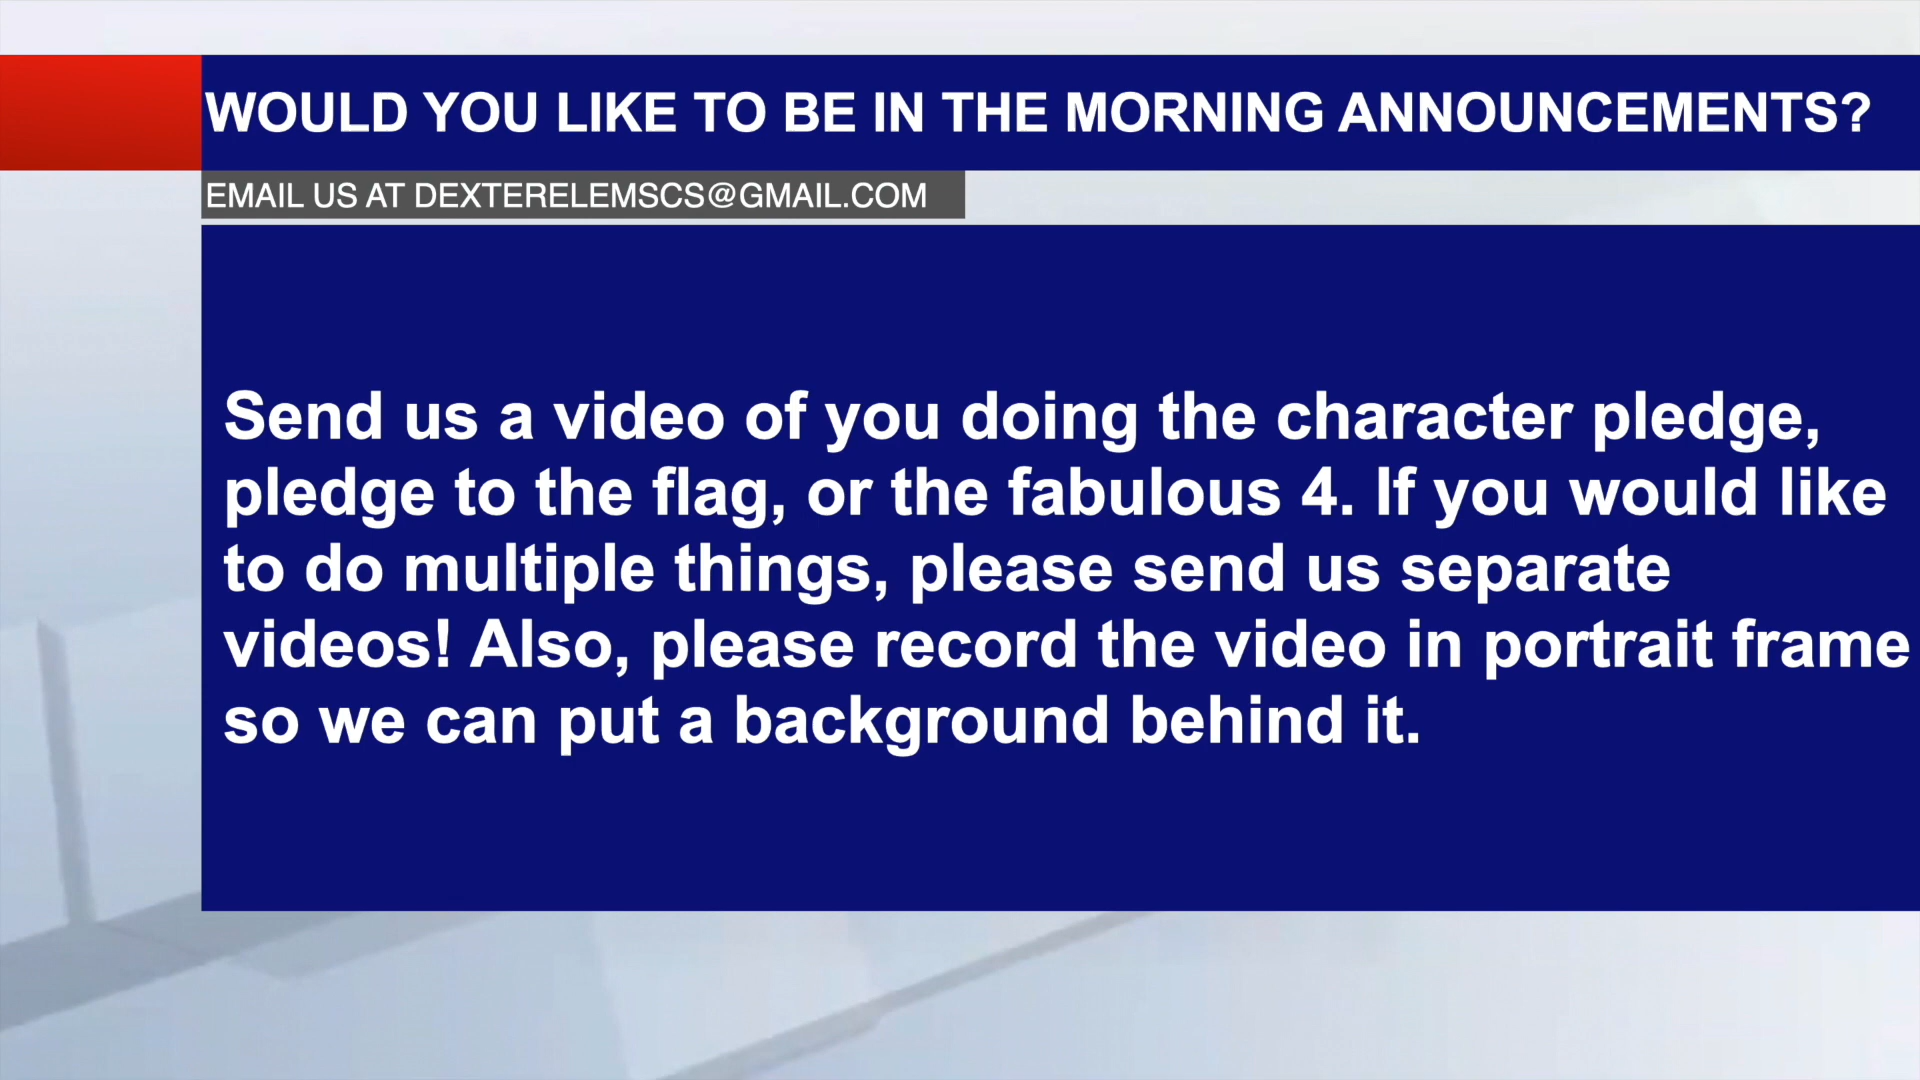 WOULD YOU LIKE TO BE IN THE MORNING ANNOUNCEMENTS?
EMAIL US AT DEXTERELEMSCS@GMAIL.COM
Send us a video of you doing the character pledge,
pledge to the flag, or the fabulous 4. If you would like
to do multiple things, please send us separate
videos! Also, please record the video in portrait frame
so we can put a background behind it.